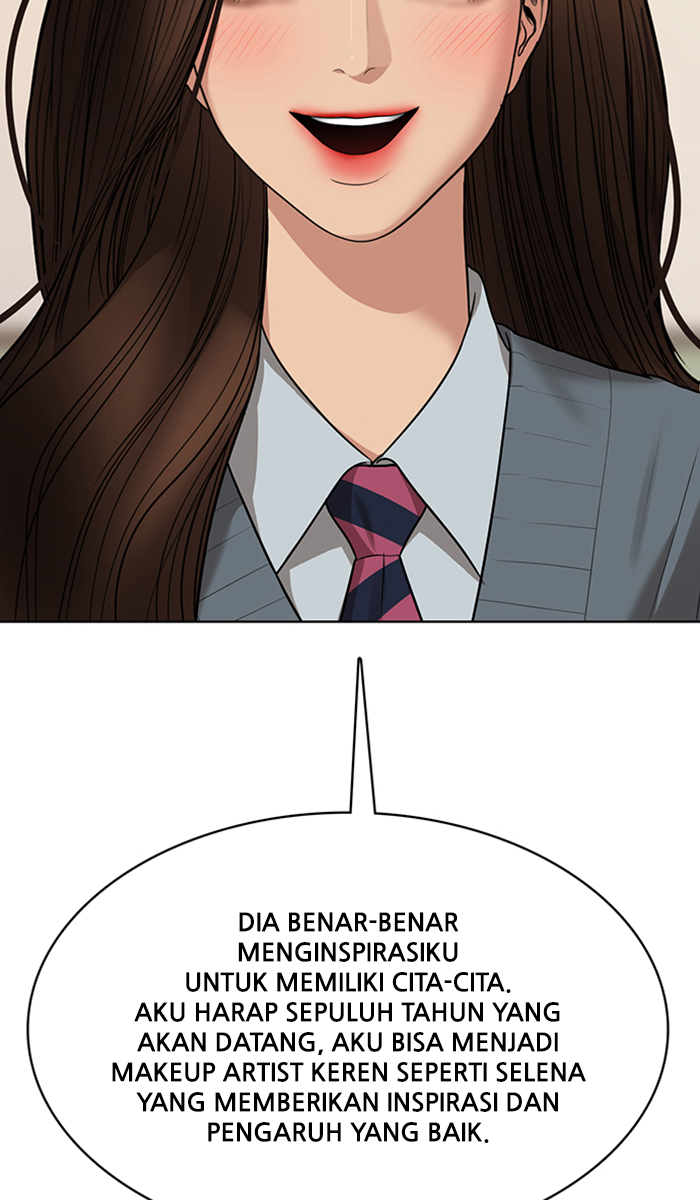 DIA BENAR-BENAR
MENGINSPIRASIKU
UNTUK MEMILIKI CITA-CITA.
AKU HARAP SEPULUH TAHUN YANG
AKAN DATANG, AKU BISA MENJADI
MAKEUP ARTIST KEREN SEPERTI SELENA
YANG MEMBERIKAN INSPIRASI DAN
PENGARUH YANG BAIK.